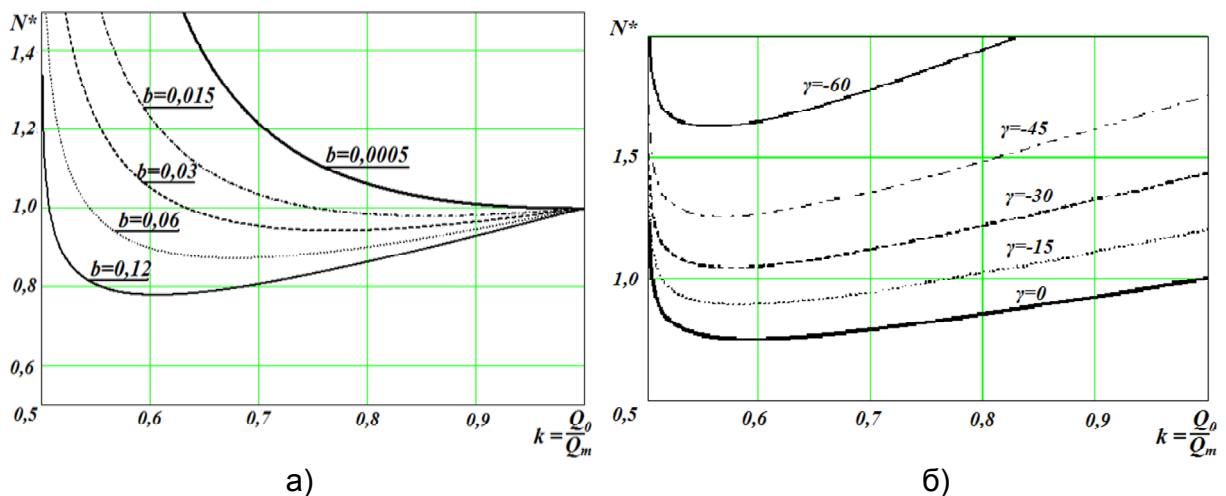 N*
1,4
1,2
1,0
0,8
0,6
0,5
0,6
0,7
0,8
0,9
k = Q₀/Qₘ
b=0,015
b=0,0005
b=0,03
b=0,06
b=0,12
а)
N*
1,5
1,0
0,5
0,6
0,7
0,8
0,9
k = Q₀/Qₘ
γ=-60
γ=-45
γ=-30
γ=-15
γ=0
б)